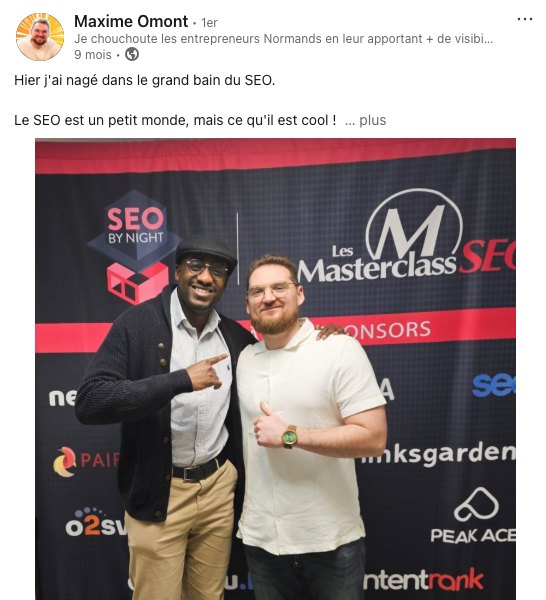 Maxime Omont · 1er
Je chouchoute les entrepreneurs Normands en leur apportant + de visibi...
9 mois ·
Hier j'ai nagé dans le grand bain du SEO.
Le SEO est un petit monde, mais ce qu'il est cool ! ... plus
SEO
BY NIGHT
M
Les
Masterclass SEO
ONSORS
ne
A
se
PAIR
nksgarden
o2sw
PEAK ACE
u.
ntentrank